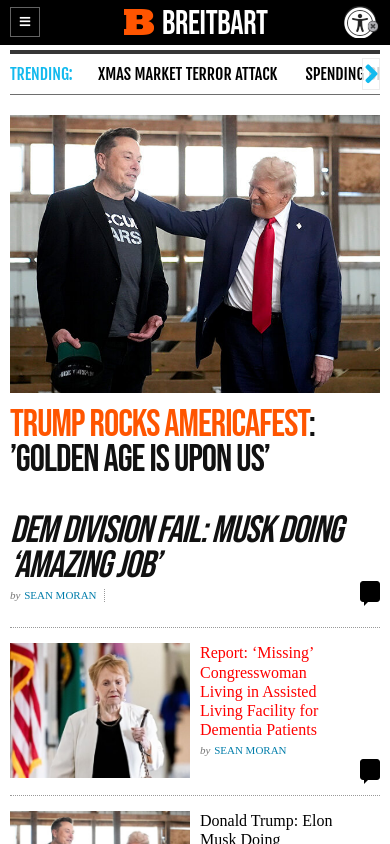 BREITBART
TRENDING:
XMAS MARKET TERROR ATTACK
SPENDING
OCCUPY
MARS
TRUMP ROCKS AMERICAFEST:
'GOLDEN AGE IS UPON US'
DEM DIVISION FAIL: MUSK DOING
‘AMAZING JOB’
by SEAN MORAN
Report: ‘Missing’
Congresswoman
Living in Assisted
Living Facility for
Dementia Patients
by SEAN MORAN
Donald Trump: Elon
Musk Doing